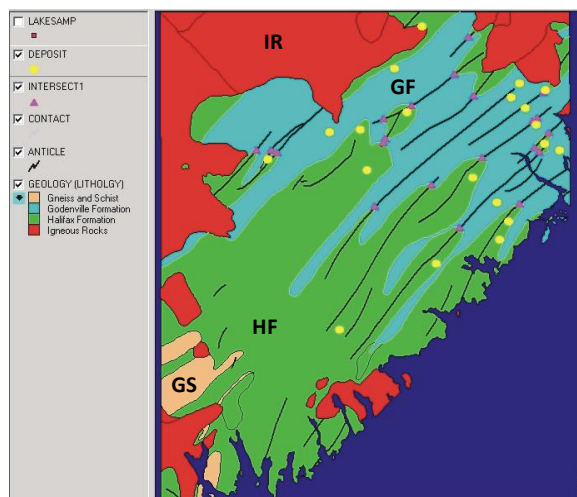 LAKESAMP
DEPOSIT
INTERSECT1
CONTACT
ANTICLE
GEOLOGY (LITHOLGY)
Gneiss and Schist
Godenville Formation
Halifax Formation
Igneous Rocks
IR
GF
HF
GS